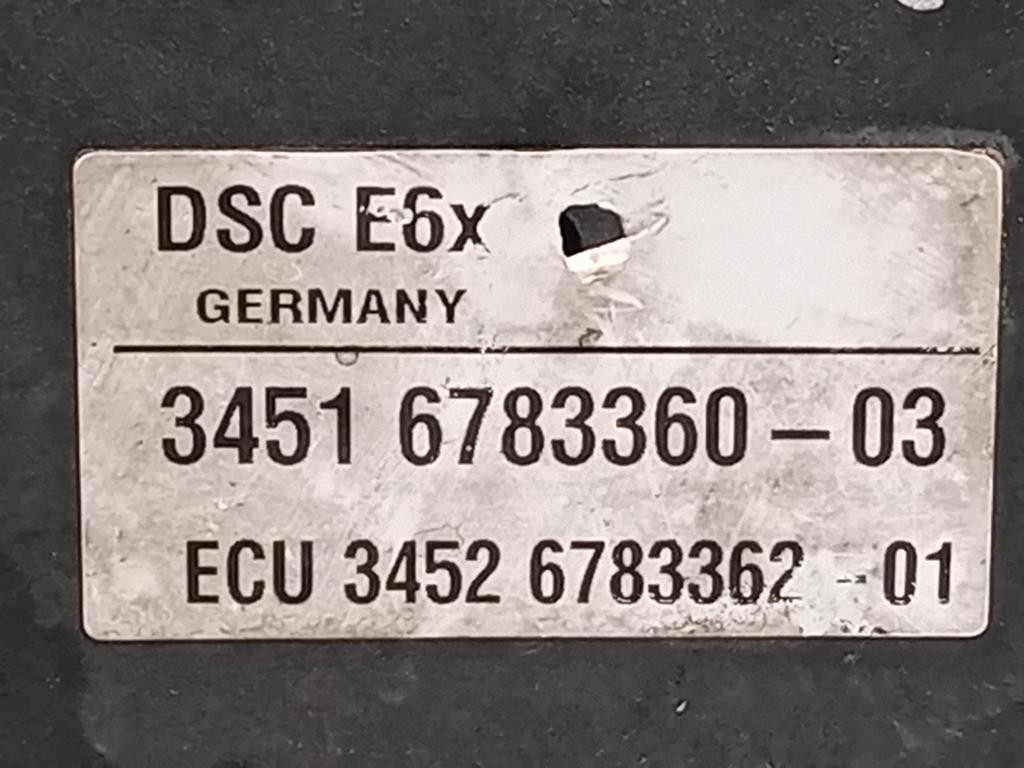 DSC E6x
GERMANY
3451 6783360 – 03
ECU 3452 6783362 - 01